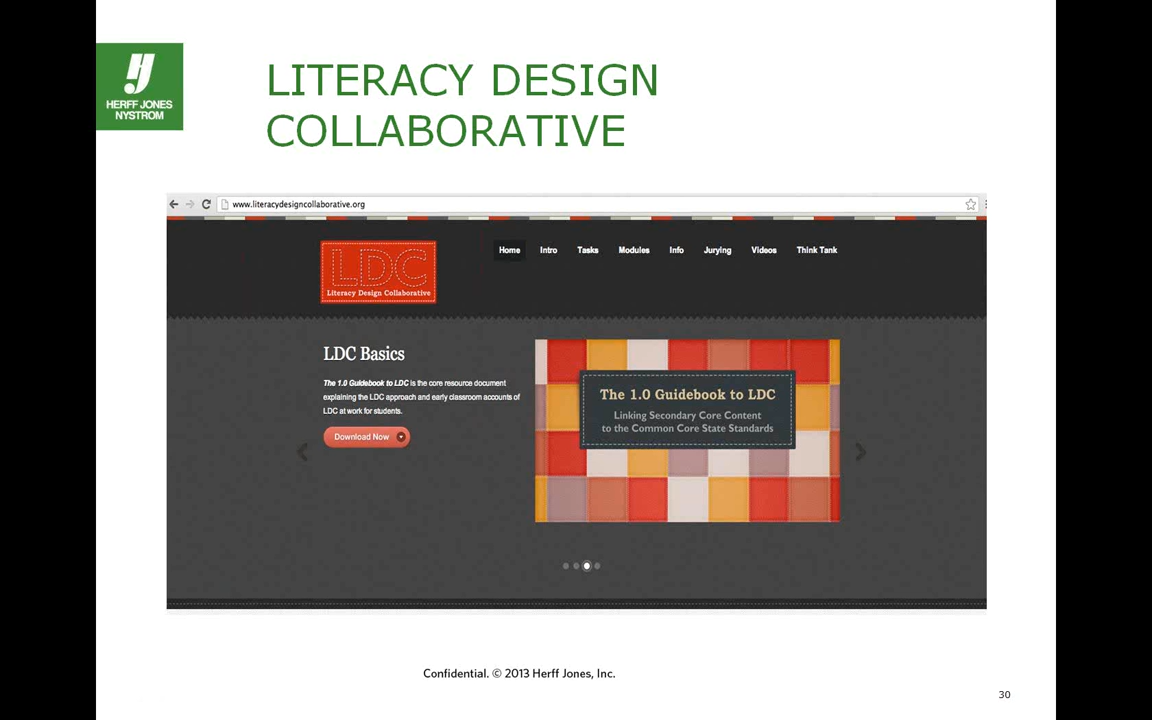 HERFF JONES
NYSTROM
LITERACY DESIGN
COLLABORATIVE
www.literacydesigncollaborative.org
LDC
Literacy Design Collaborative
Home Intro Tasks Modules Info Jurying Videos Think Tank
LDC Basics
The 1.0 Guidebook to LDC is the core resource document
explaining the LDC approach and early classroom accounts of
LDC at work for students.
Download Now
The 1.0 Guidebook to LDC
Linking Secondary Core Content
to the Common Core State Standards
Confidential. © 2013 Herff Jones, Inc.
30